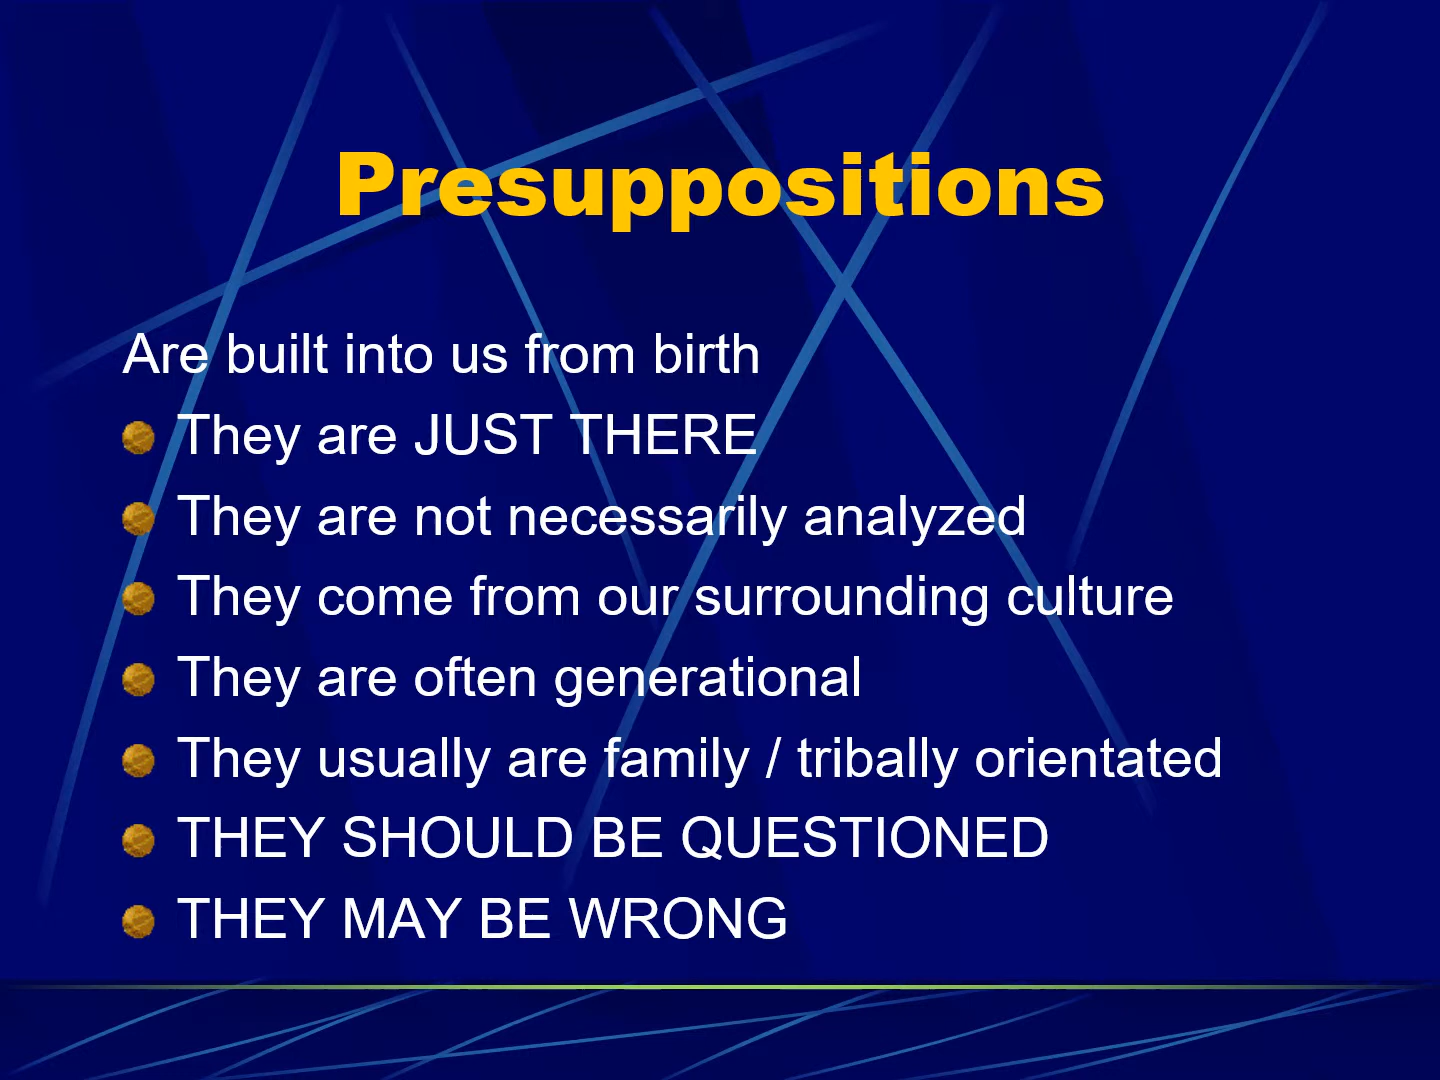 Presuppositions
Are built into us from birth
They are JUST THERE
They are not necessarily analyzed
They come from our surrounding culture
They are often generational
They usually are family / tribally orientated
THEY SHOULD BE QUESTIONED
THEY MAY BE WRONG